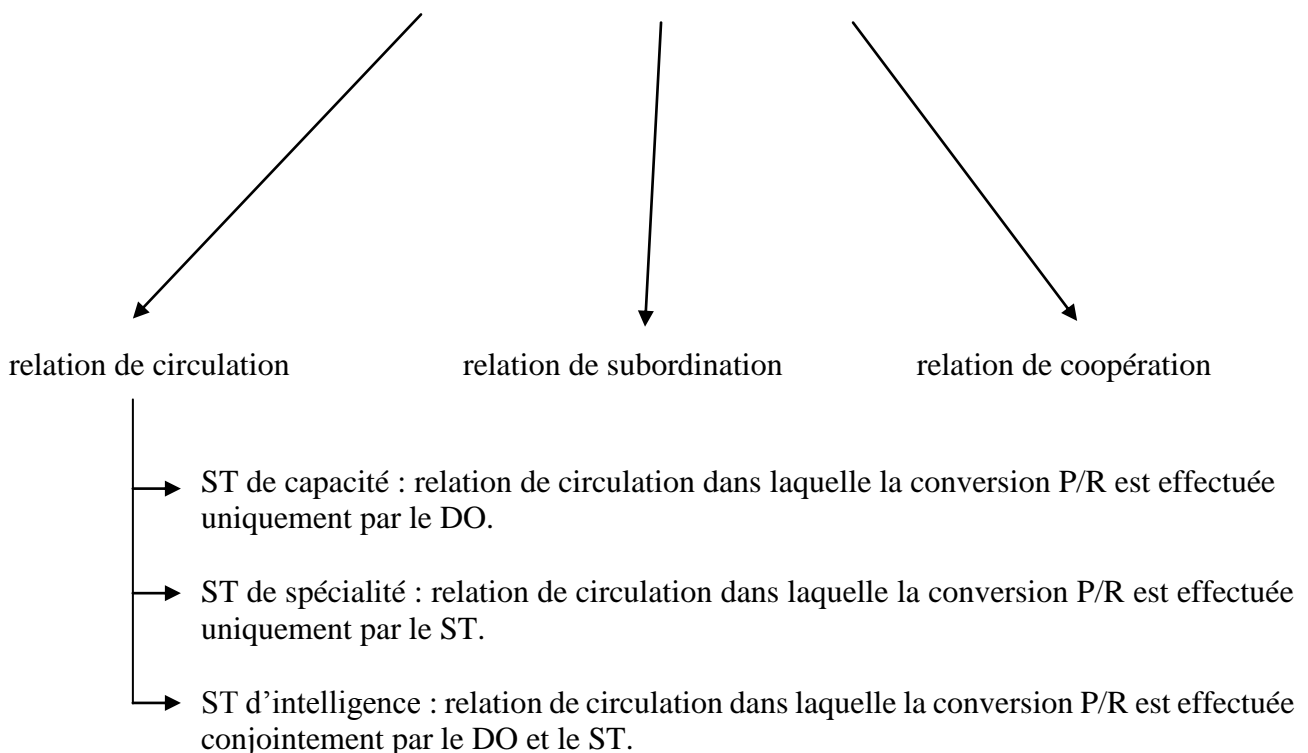 relation de circulation relation de subordination relation de coopération
ST de capacité : relation de circulation dans laquelle la conversion P/R est effectuée
uniquement par le DO.
ST de spécialité : relation de circulation dans laquelle la conversion P/R est effectuée
uniquement par le ST.
ST d’intelligence : relation de circulation dans laquelle la conversion P/R est effectuée
conjointement par le DO et le ST.